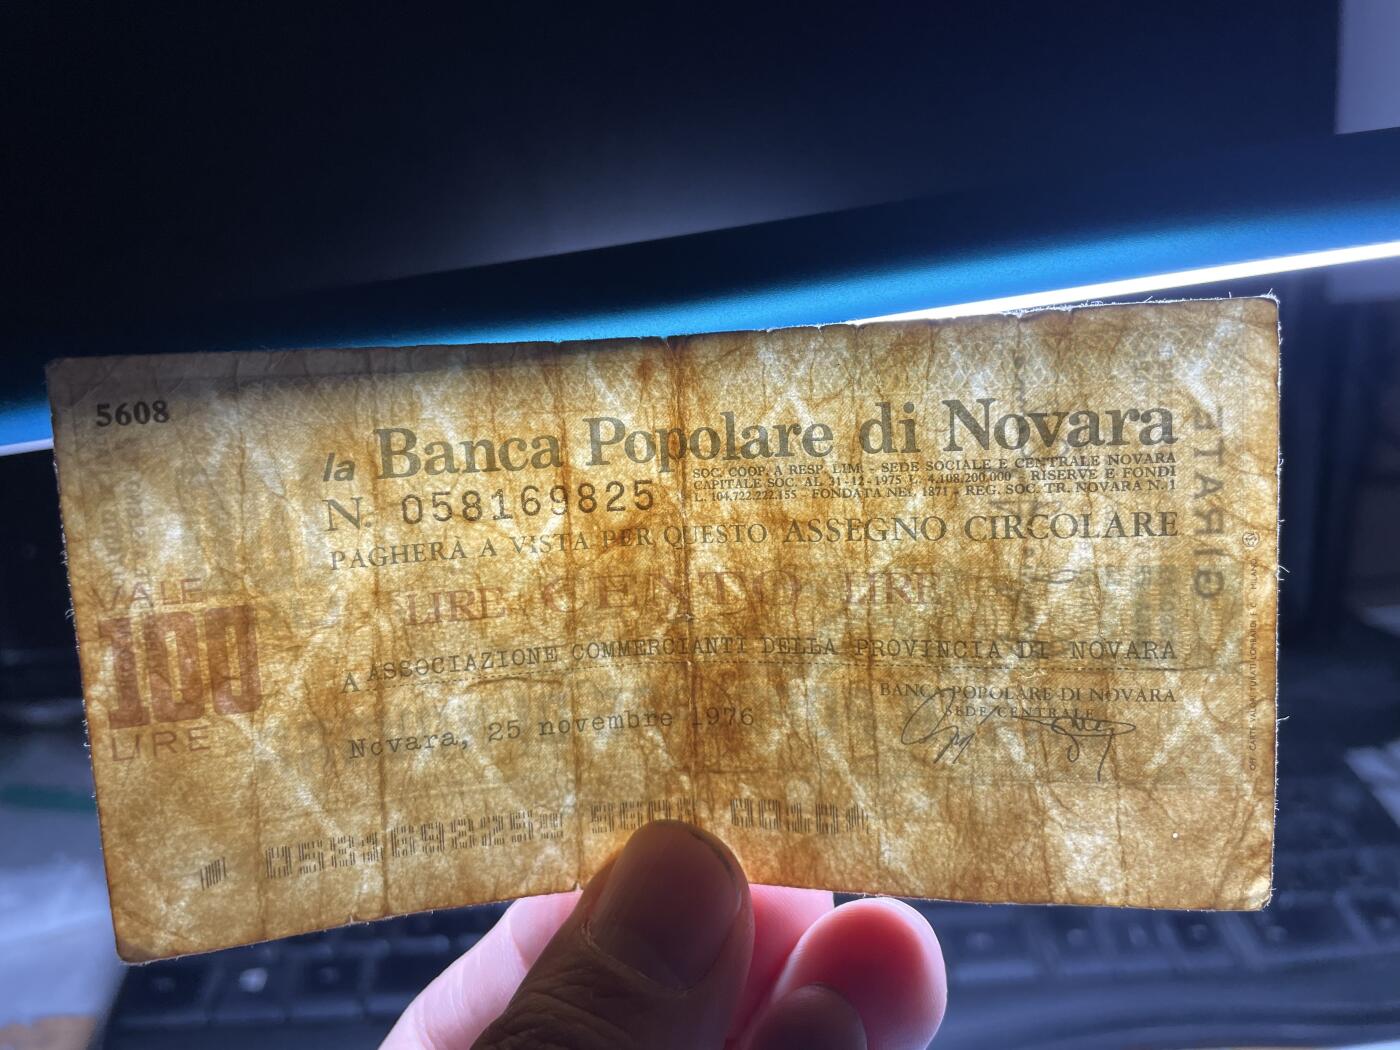 5608
la Banca Popolare di Novara
SOC. COOP. A RESP. LIM. - SEDE SOCIALE E CENTRALE NOVARA
CAPITALE SOC. AL 31-12-1975 L. 4.108.200.000 - RISERVE E FONDI
L. 104.722.222.155 - FONDATA NEL 1871 - REG. SOC. TR. NOVARA N. 1
N. 058169825
PAGHERÀ A VISTA PER QUESTO ASSEGNO CIRCOLARE
LIRE CENTO LIRE
VALE
100
LIRE
A ASSOCIAZIONE COMMERCIANTI DELLA PROVINCIA DI NOVARA
BANCA POPOLARE DI NOVARA
SEDE CENTRALE
Novara, 25 novembre 1976